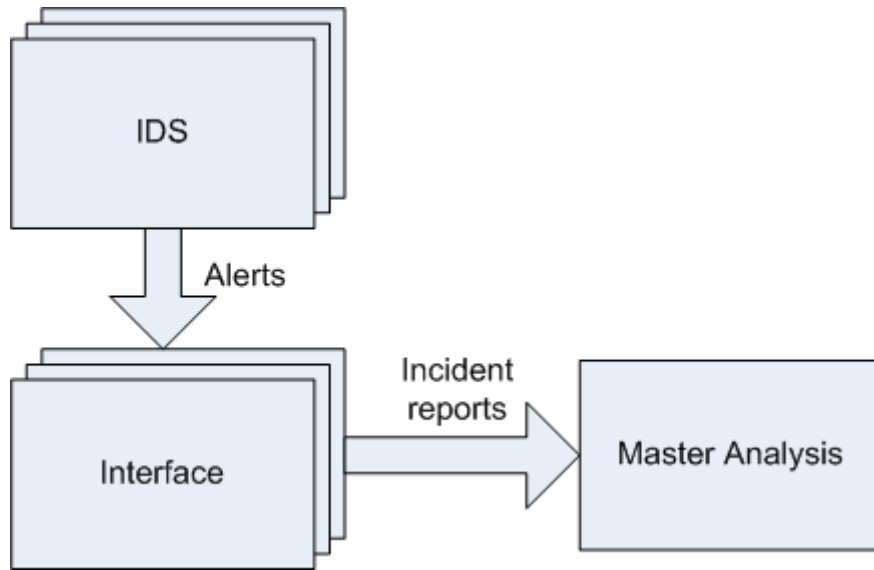 IDS
Alerts
Incident
reports
Interface
Master Analysis